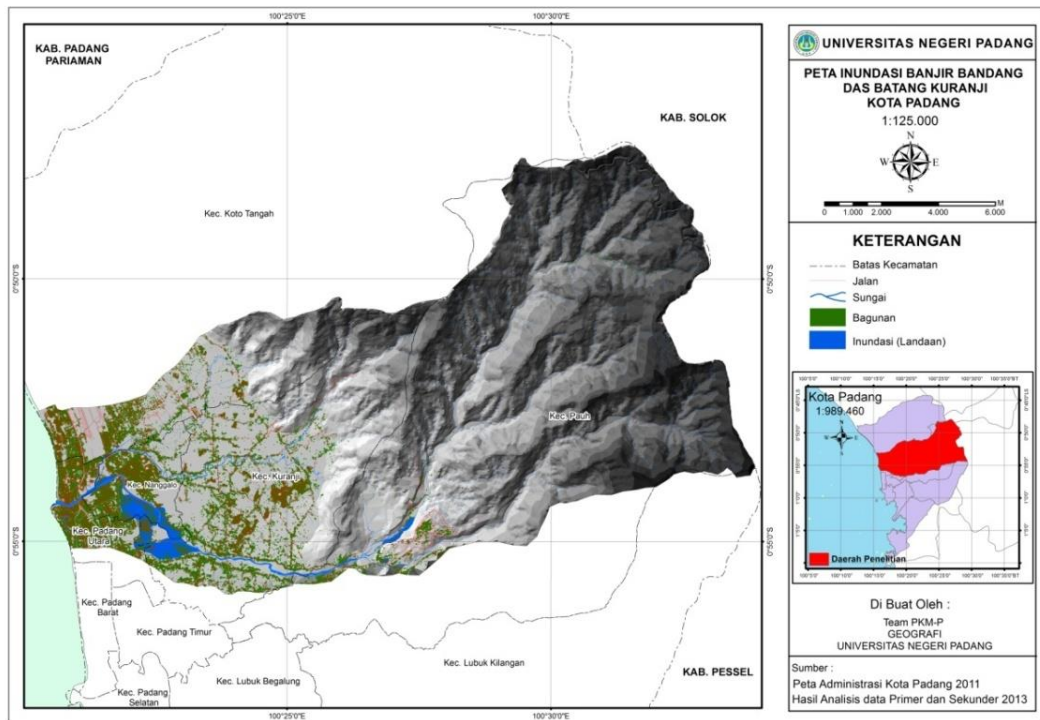 100°25'0"E
100°30'0"E
KAB. PADANG
PARIAMAN
KAB. SOLOK
Kec. Koto Tangah
0°50'0"S
0°50'0"S
Kec. Pauh
Kec. Kuranji
Kec. Nanggalo
Kec. Padang
Utara
0°55'0"S
0°55'0"S
Kec. Padang
Barat
Kec. Padang Timur
Kec. Lubuk Kilangan
Kec. Padang
Selatan
Kec. Lubuk Begalung
KAB. PESSEL
100°25'0"E
100°30'0"E
UNIVERSITAS NEGERI PADANG
PETA INUNDASI BANJIR BANDANG
DAS BATANG KURANJI
KOTA PADANG
1:125.000
N
W
E
S
M
0 1.000 2.000 4.000 6.000
KETERANGAN
Batas Kecamatan
Jalan
Sungai
Bagunan
Inundasi (Landaan)
Kota Padang
1:989.460
Daerah Penelitian
Di Buat Oleh :
Team PKM-P
GEOGRAFI
UNIVERSITAS NEGERI PADANG
Sumber :
Peta Administrasi Kota Padang 2011
Hasil Analisis data Primer dan Sekunder 2013